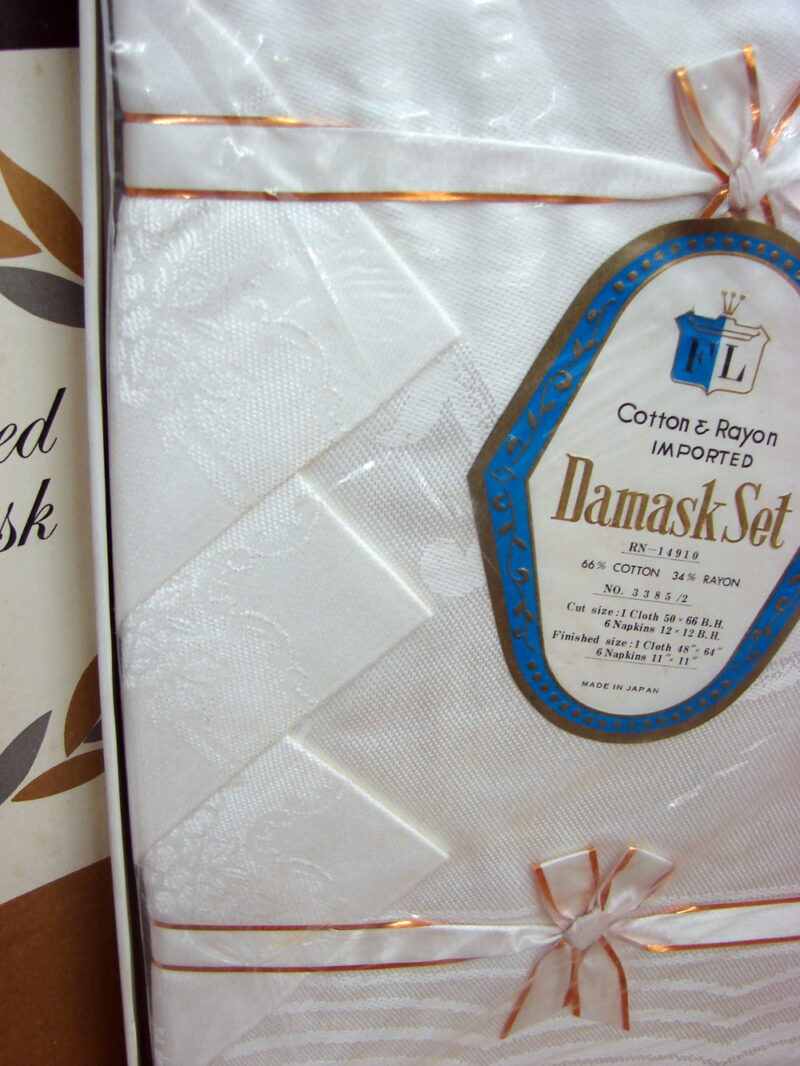 ed
sk
FL
Cotton & Rayon
IMPORTED
Damask Set
RN-14910
66% COTTON 34% RAYON
NO. 3385/2
Cut size: 1 Cloth 50 × 66 B.H.
6 Napkins 12 × 12 B.H.
Finished size: 1 Cloth 48" × 64"
6 Napkins 11" × 11"
MADE IN JAPAN